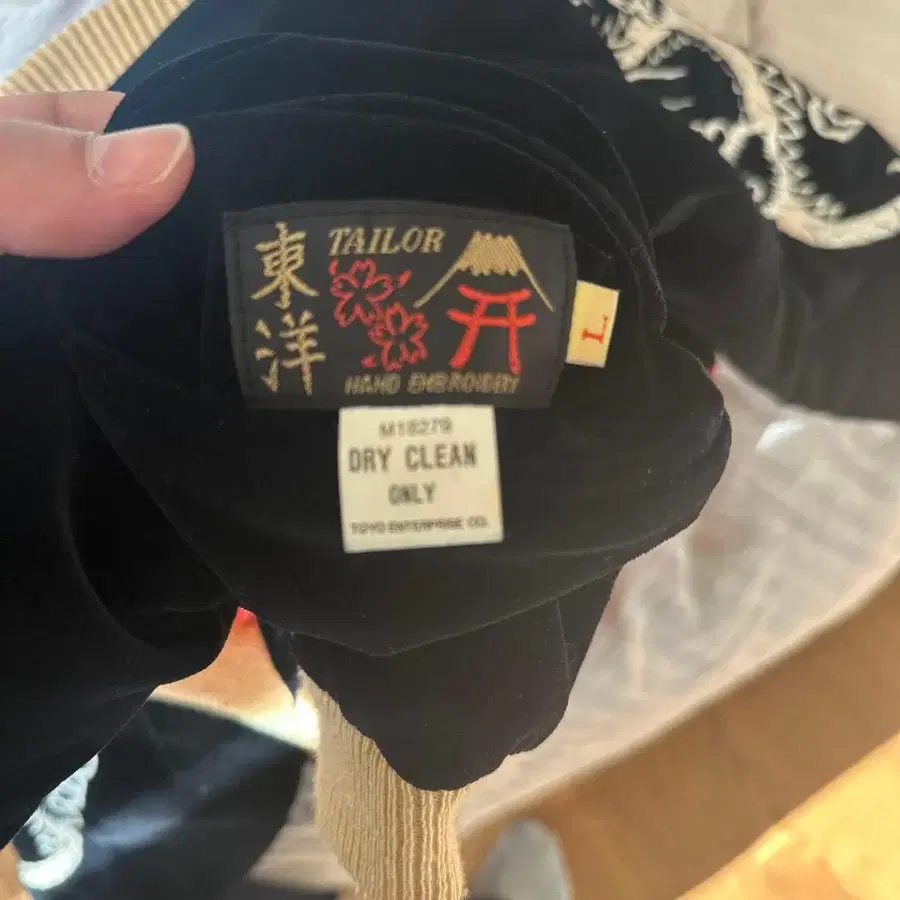 東洋
TAILOR
HAND EMBROIDERY
L
M18279
DRY CLEAN
ONLY
TOYO ENTERPRISE CO.